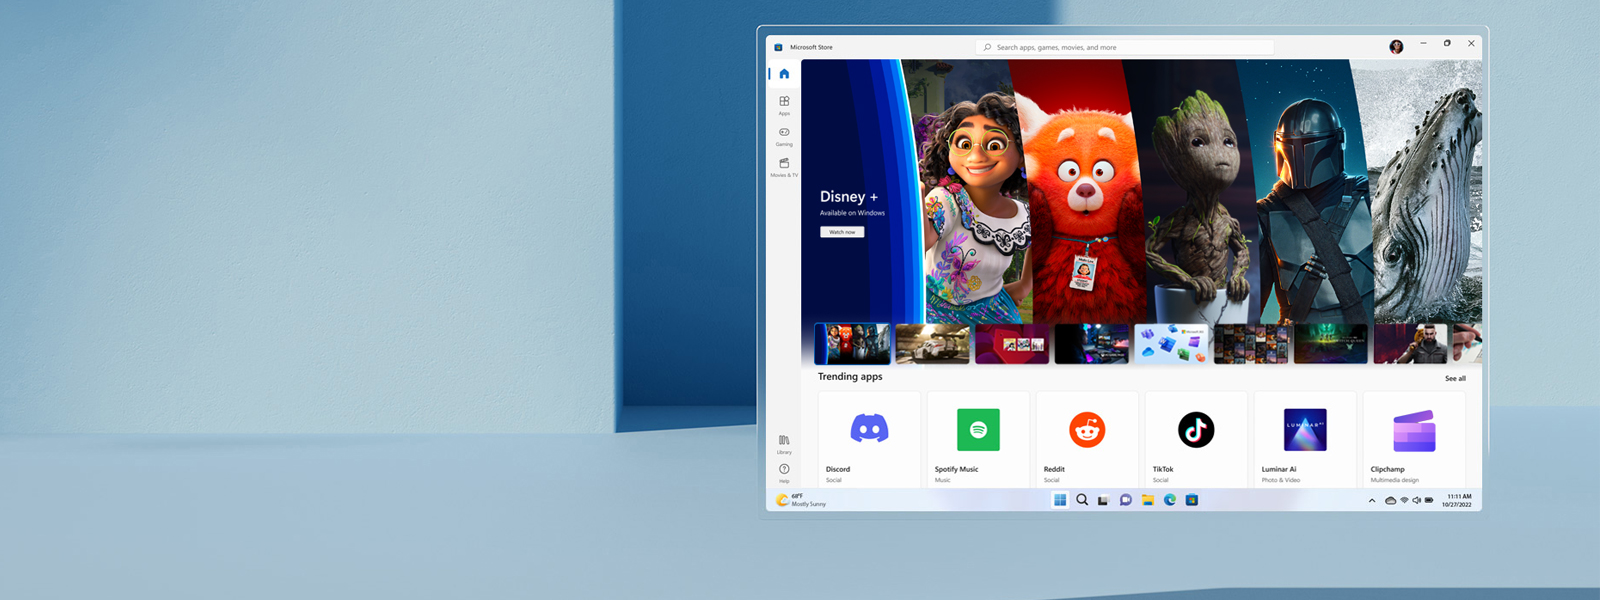 Microsoft Store
Search apps, games, movies, and more
Apps
Gaming
Movies & TV
Disney +
Available on Windows
Watch now
Trending apps
See all
LUMINAR AI
Discord
Social
Spotify Music
Music
Reddit
Social
TikTok
Social
Luminar Ai
Photo & Video
Clipchamp
Multimedia design
Library
Help
68°F
Mostly Sunny
11:11 AM
10/27/2022